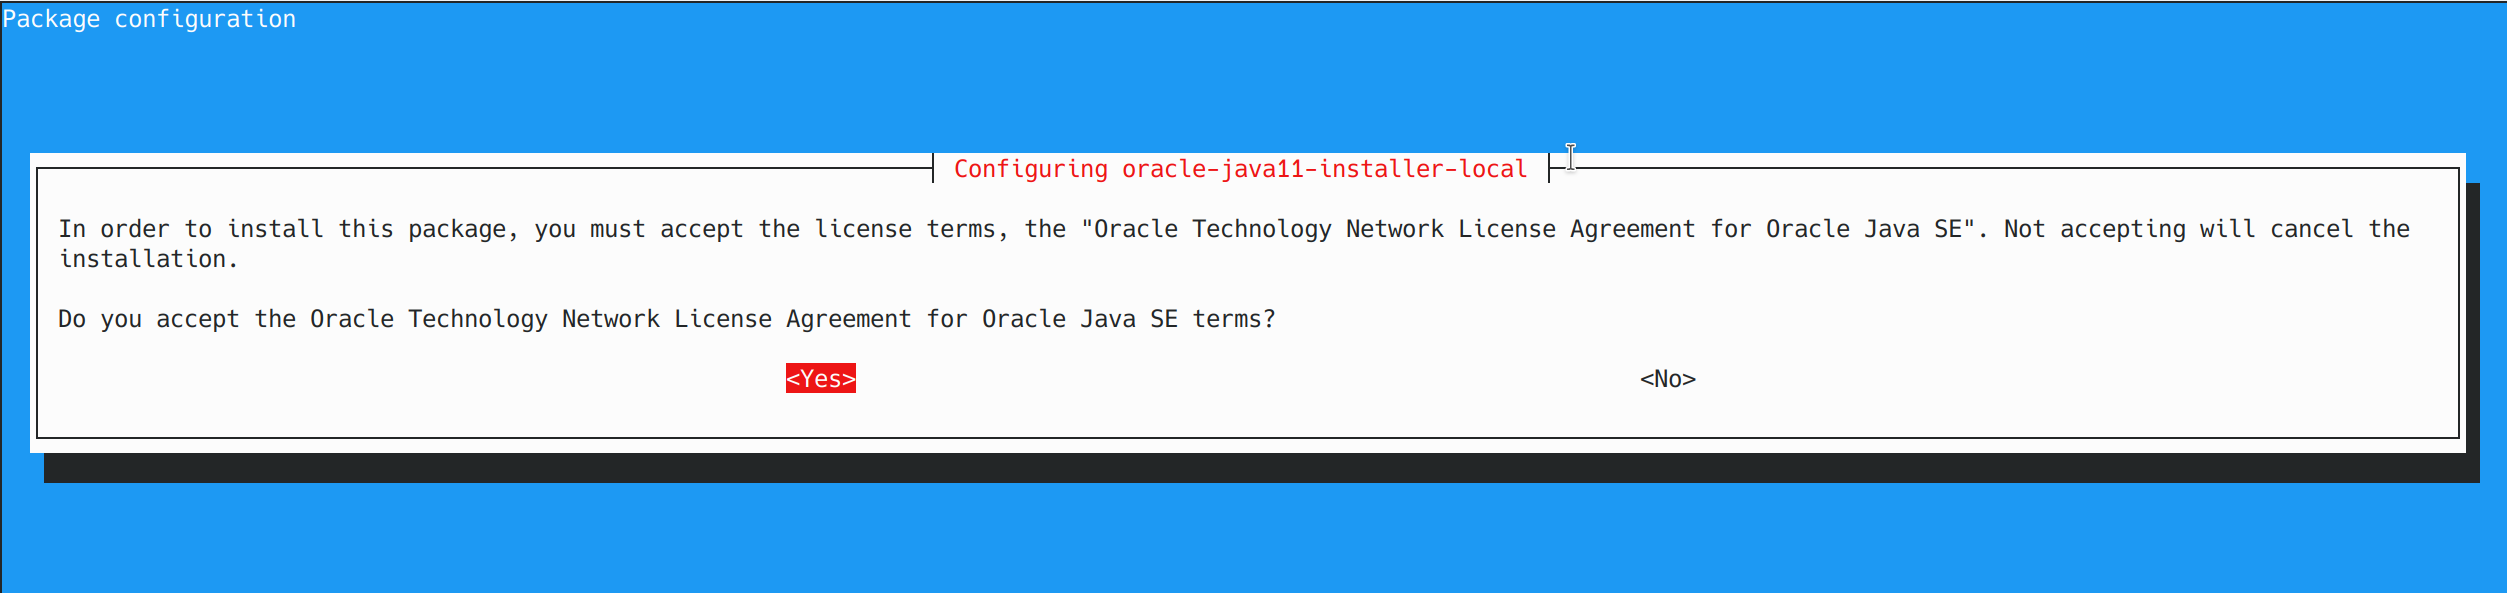 Package configuration
Configuring oracle-java11-installer-local
In order to install this package, you must accept the license terms, the "Oracle Technology Network License Agreement for Oracle Java SE". Not accepting will cancel the
installation.
Do you accept the Oracle Technology Network License Agreement for Oracle Java SE terms?
<Yes> <No>